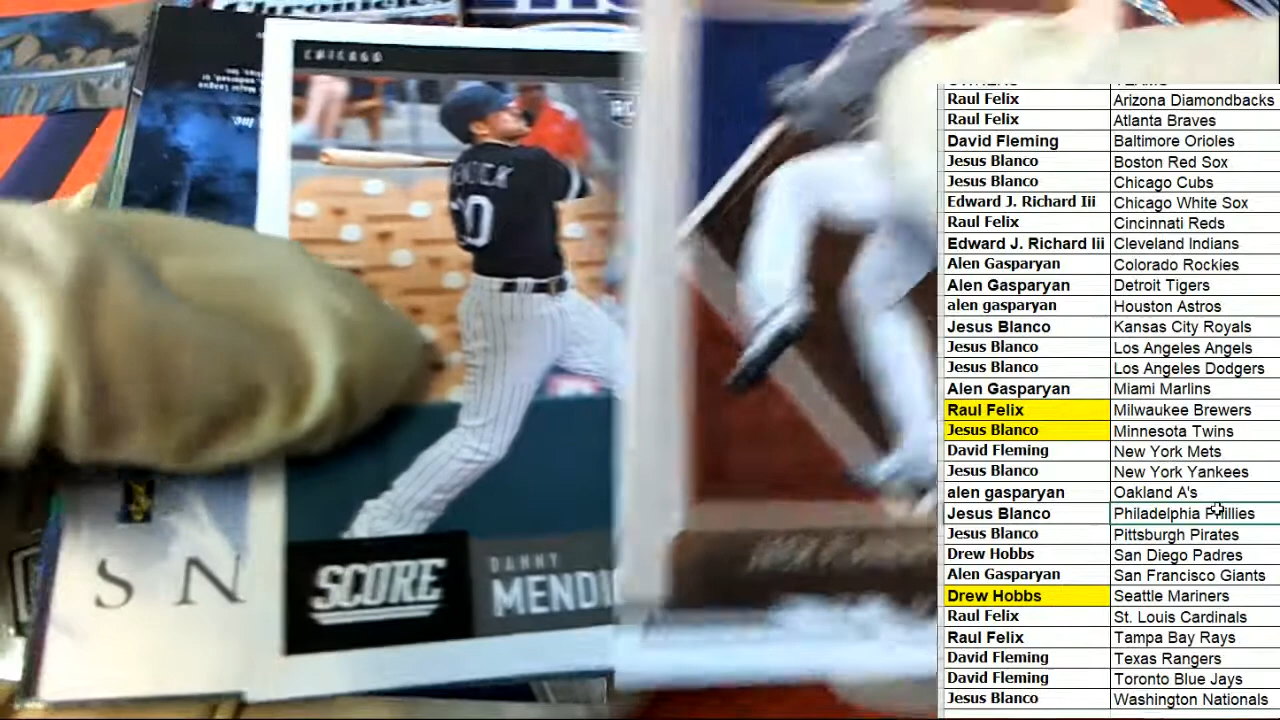 Chronicles
CHICAGO
RC
20
SCORE
DANNY
MENDI
S N
Raul Felix Arizona Diamondbacks
Raul Felix Atlanta Braves
David Fleming Baltimore Orioles
Jesus Blanco Boston Red Sox
Jesus Blanco Chicago Cubs
Edward J. Richard Iii Chicago White Sox
Raul Felix Cincinnati Reds
Edward J. Richard Iii Cleveland Indians
Alen Gasparyan Colorado Rockies
Alen Gasparyan Detroit Tigers
alen gasparyan Houston Astros
Jesus Blanco Kansas City Royals
Jesus Blanco Los Angeles Angels
Jesus Blanco Los Angeles Dodgers
Alen Gasparyan Miami Marlins
Raul Felix Milwaukee Brewers
Jesus Blanco Minnesota Twins
David Fleming New York Mets
Jesus Blanco New York Yankees
alen gasparyan Oakland A's
Jesus Blanco Philadelphia Phillies
Jesus Blanco Pittsburgh Pirates
Drew Hobbs San Diego Padres
Alen Gasparyan San Francisco Giants
Drew Hobbs Seattle Mariners
Raul Felix St. Louis Cardinals
Raul Felix Tampa Bay Rays
David Fleming Texas Rangers
David Fleming Toronto Blue Jays
Jesus Blanco Washington Nationals